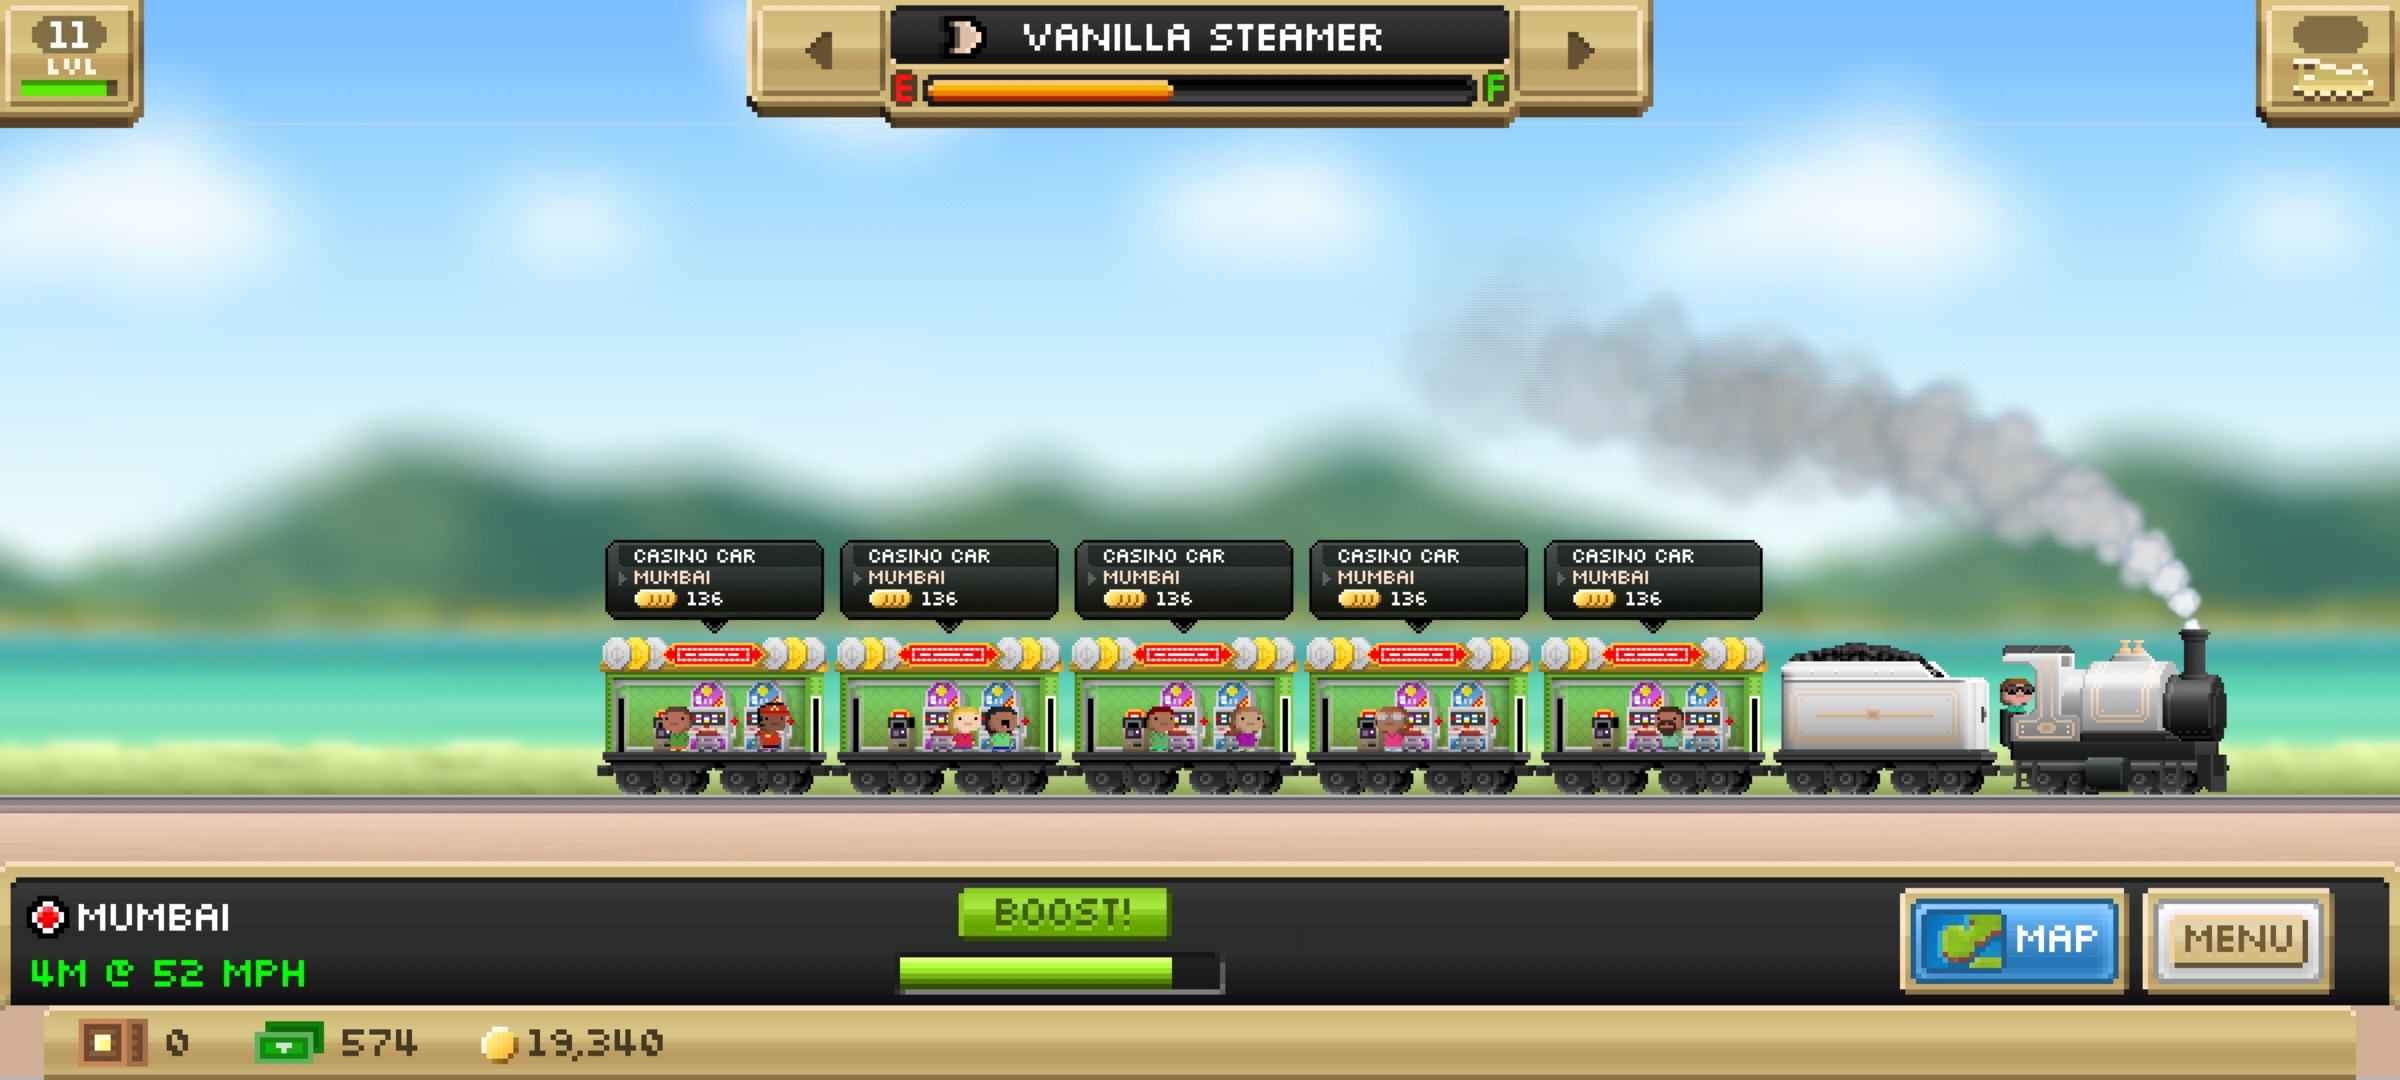 11
LVL
VANILLA STEAMER
E
F
CASINO CAR
MUMBAI
136
CASINO CAR
MUMBAI
136
CASINO CAR
MUMBAI
136
CASINO CAR
MUMBAI
136
CASINO CAR
MUMBAI
136
MUMBAI
4M @ 52 MPH
BOOST!
MAP
MENU
0
574
19,340